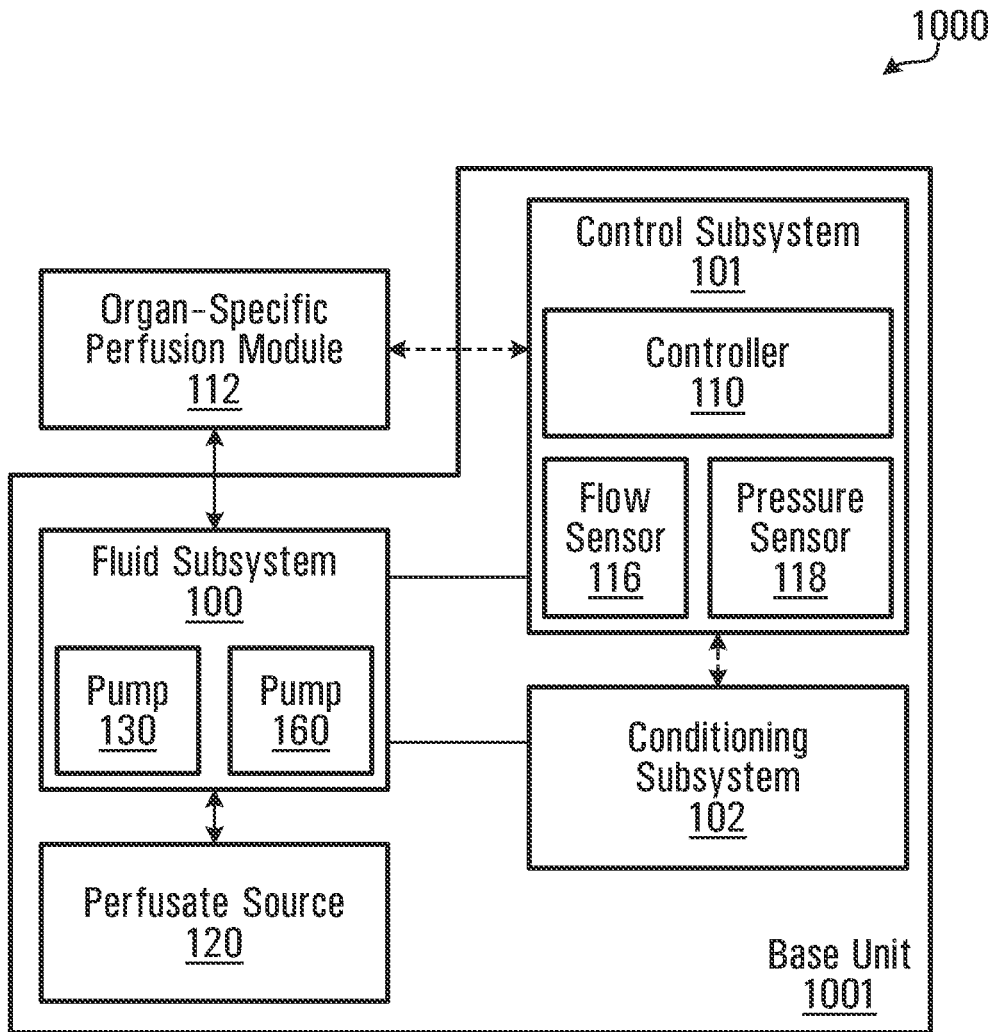 1000
Control Subsystem
101
Organ-Specific
Perfusion Module
112
Controller
110
Flow
Sensor
116
Pressure
Sensor
118
Fluid Subsystem
100
Pump
130
Pump
160
Conditioning
Subsystem
102
Perfusate Source
120
Base Unit
1001